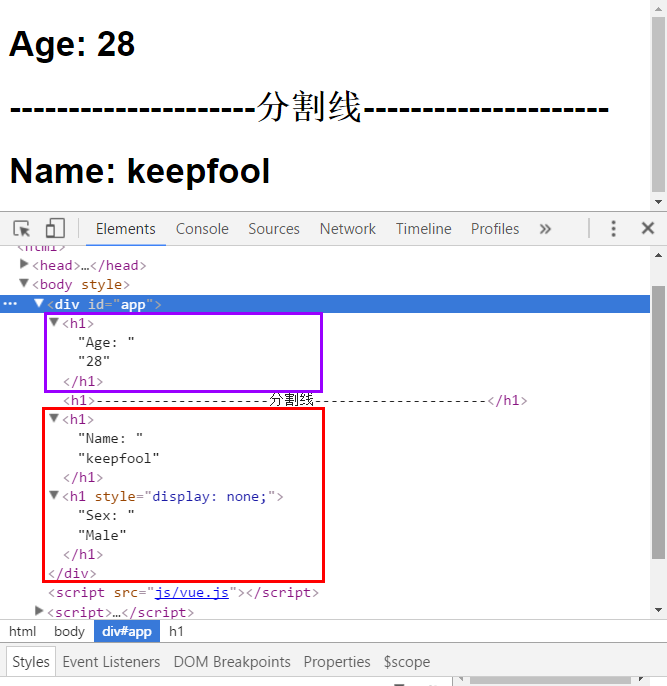 Age: 28
---------------------分割线---------------------
Name: keepfool
Elements Console Sources Network Timeline Profiles »
<html>
<head>…</head>
<body style>
<div id="app">
<h1>
"Age: "
"28"
</h1>
<h1>---------------------分割线---------------------</h1>
<h1>
"Name: "
"keepfool"
</h1>
<h1 style="display: none;">
"Sex: "
"Male"
</h1>
</div>
<script src="js/vue.js"></script>
<script>…</script>
html body div#app h1
Styles Event Listeners DOM Breakpoints Properties $scope